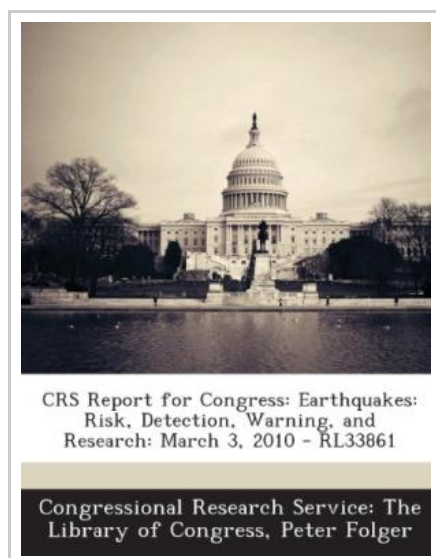 CRS Report for Congress: Earthquakes:
Risk, Detection, Warning, and
Research: March 3, 2010 - RL33861
Congressional Research Service: The
Library of Congress, Peter Folger